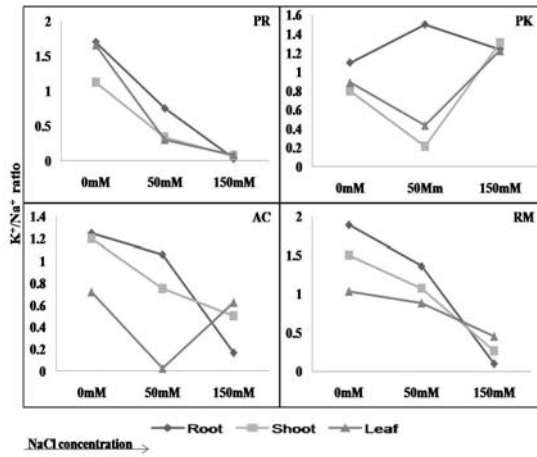 PR
2
1.5
1
0.5
0
0mM 50mM 150mM
PK
1.6
1.4
1.2
1
0.8
0.6
0.4
0.2
0
0mM 50Mm 150mM
K⁺/Na⁺ ratio
AC
1.4
1.2
1
0.8
0.6
0.4
0.2
0
0mM 50mM 150mM
RM
2
1.5
1
0.5
0
0mM 50mM 150mM
Root Shoot Leaf
NaCl concentration